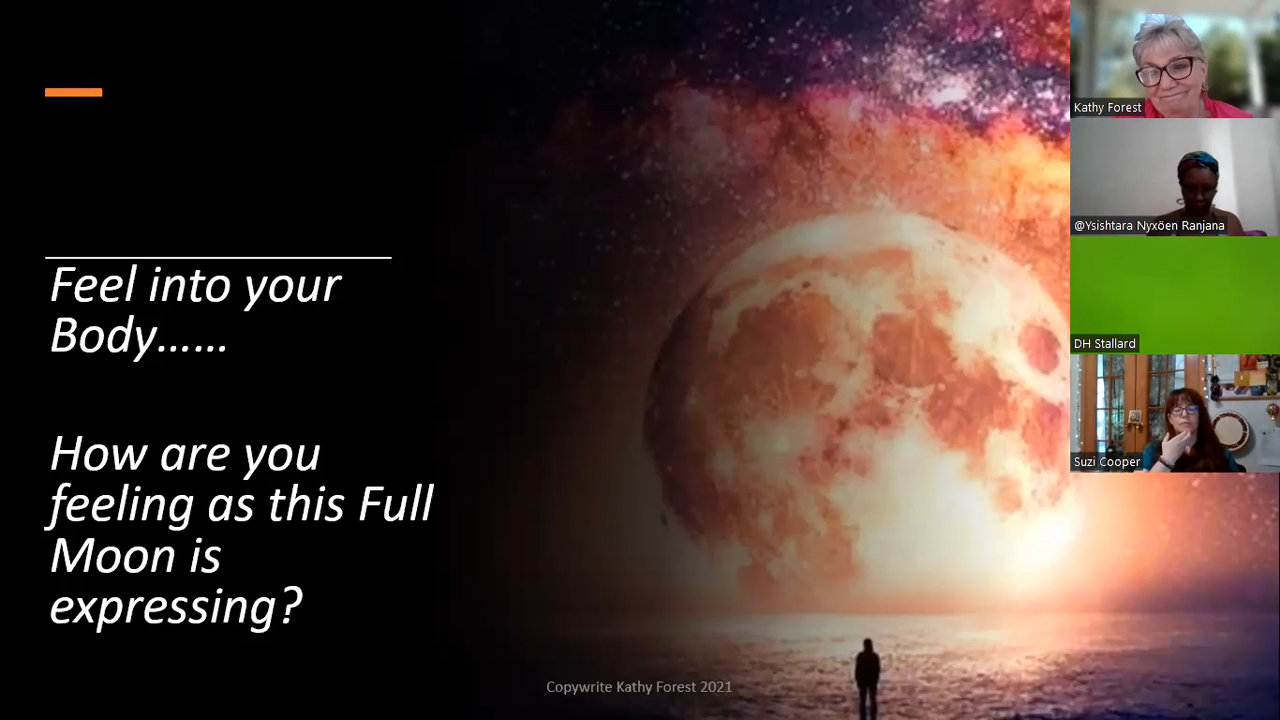 Feel into your
Body......
How are you
feeling as this Full
Moon is
expressing?
Copywrite Kathy Forest 2021
Kathy Forest
@Ysishtara Nyxöen Ranjana
DH Stallard
Suzi Cooper